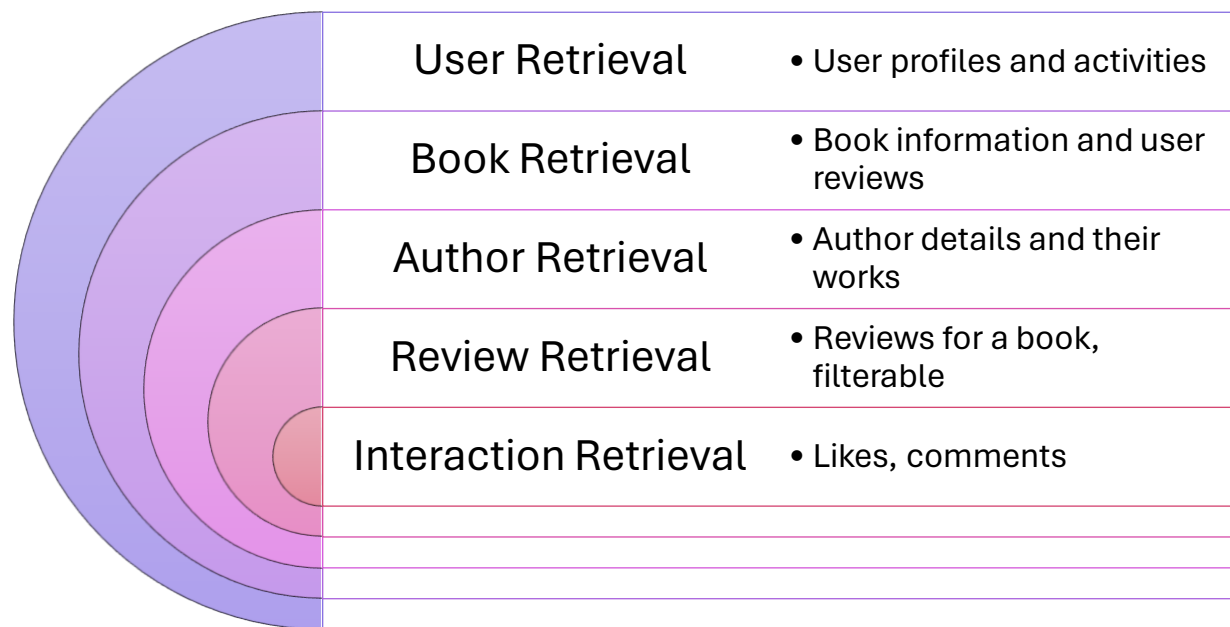 User Retrieval
• User profiles and activities
Book Retrieval
• Book information and user
reviews
Author Retrieval
• Author details and their
works
Review Retrieval
• Reviews for a book,
filterable
Interaction Retrieval
• Likes, comments